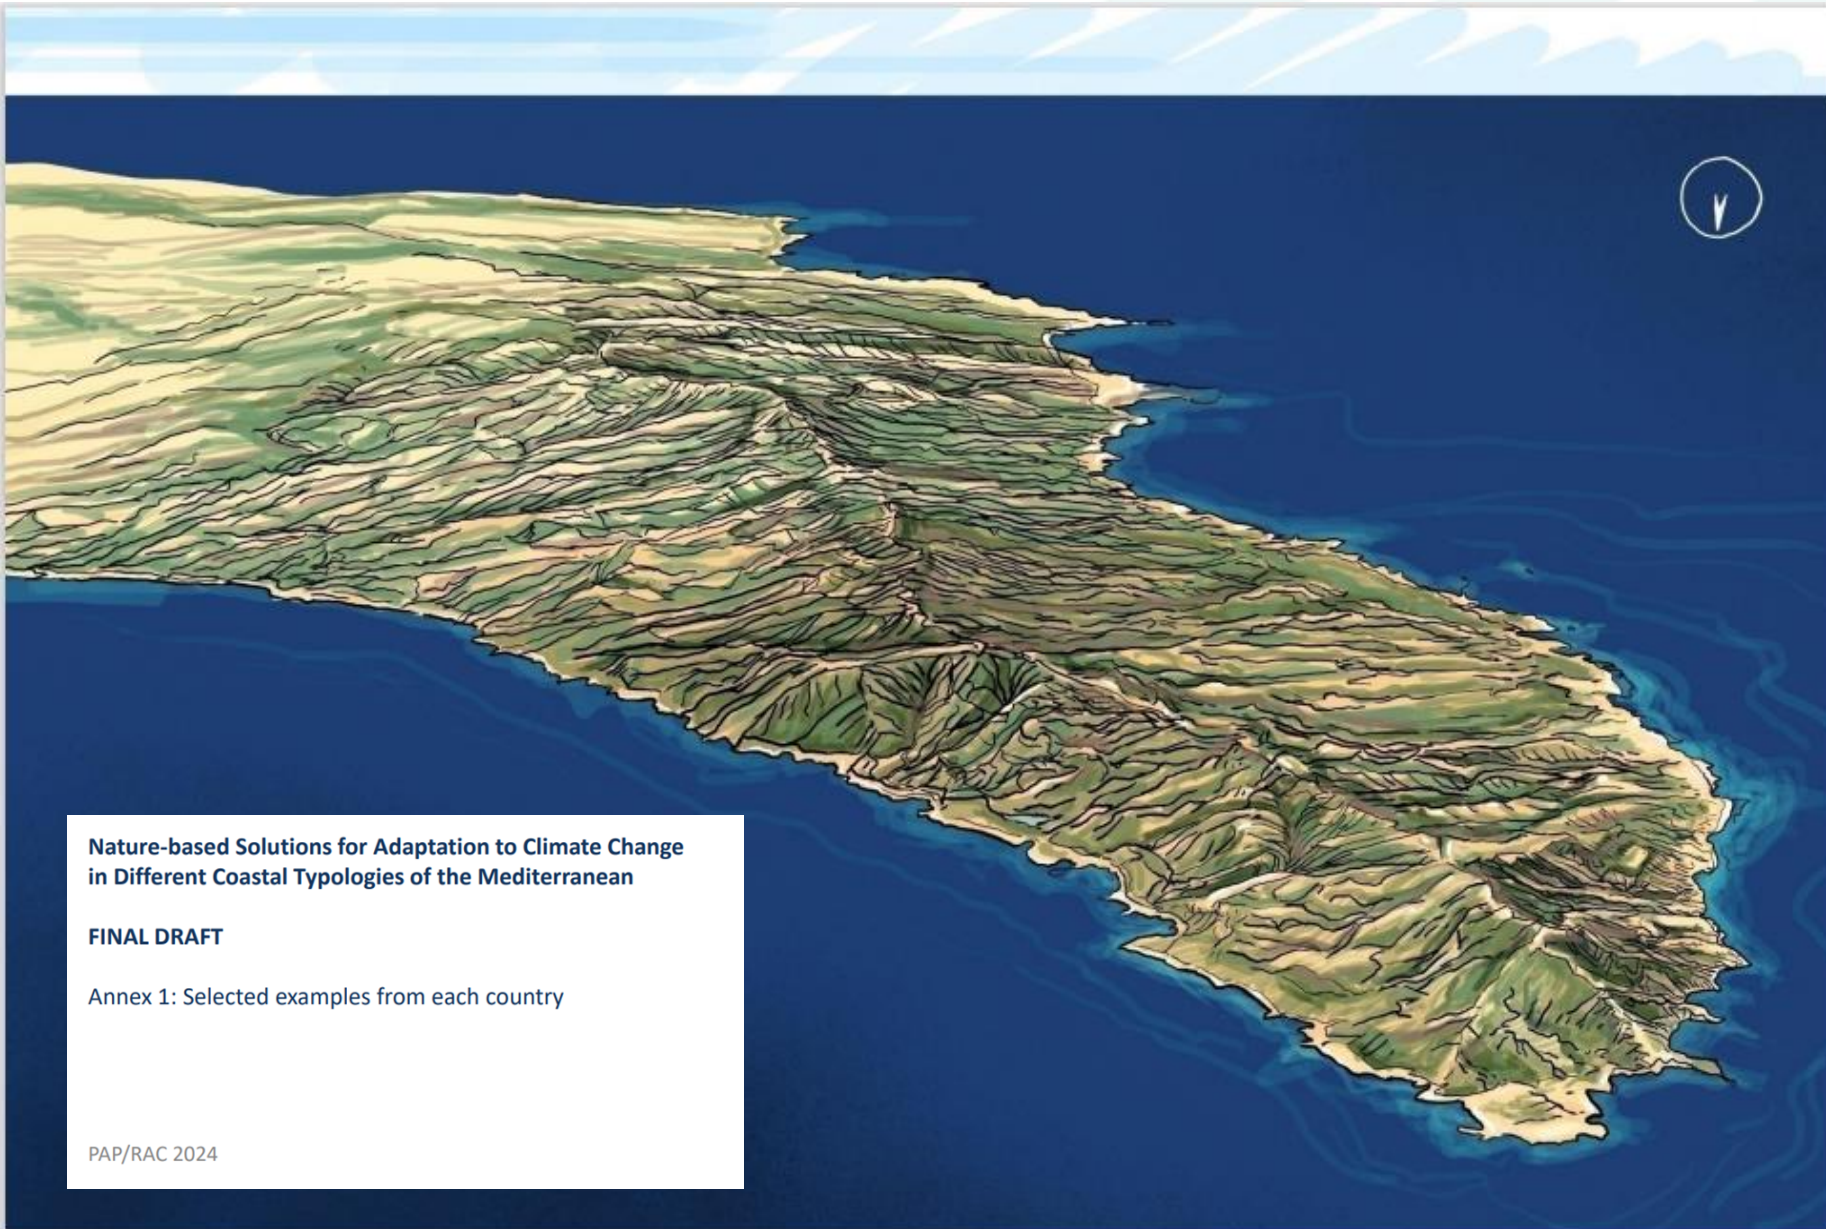 Nature-based Solutions for Adaptation to Climate Change
in Different Coastal Typologies of the Mediterranean
FINAL DRAFT
Annex 1: Selected examples from each country
PAP/RAC 2024